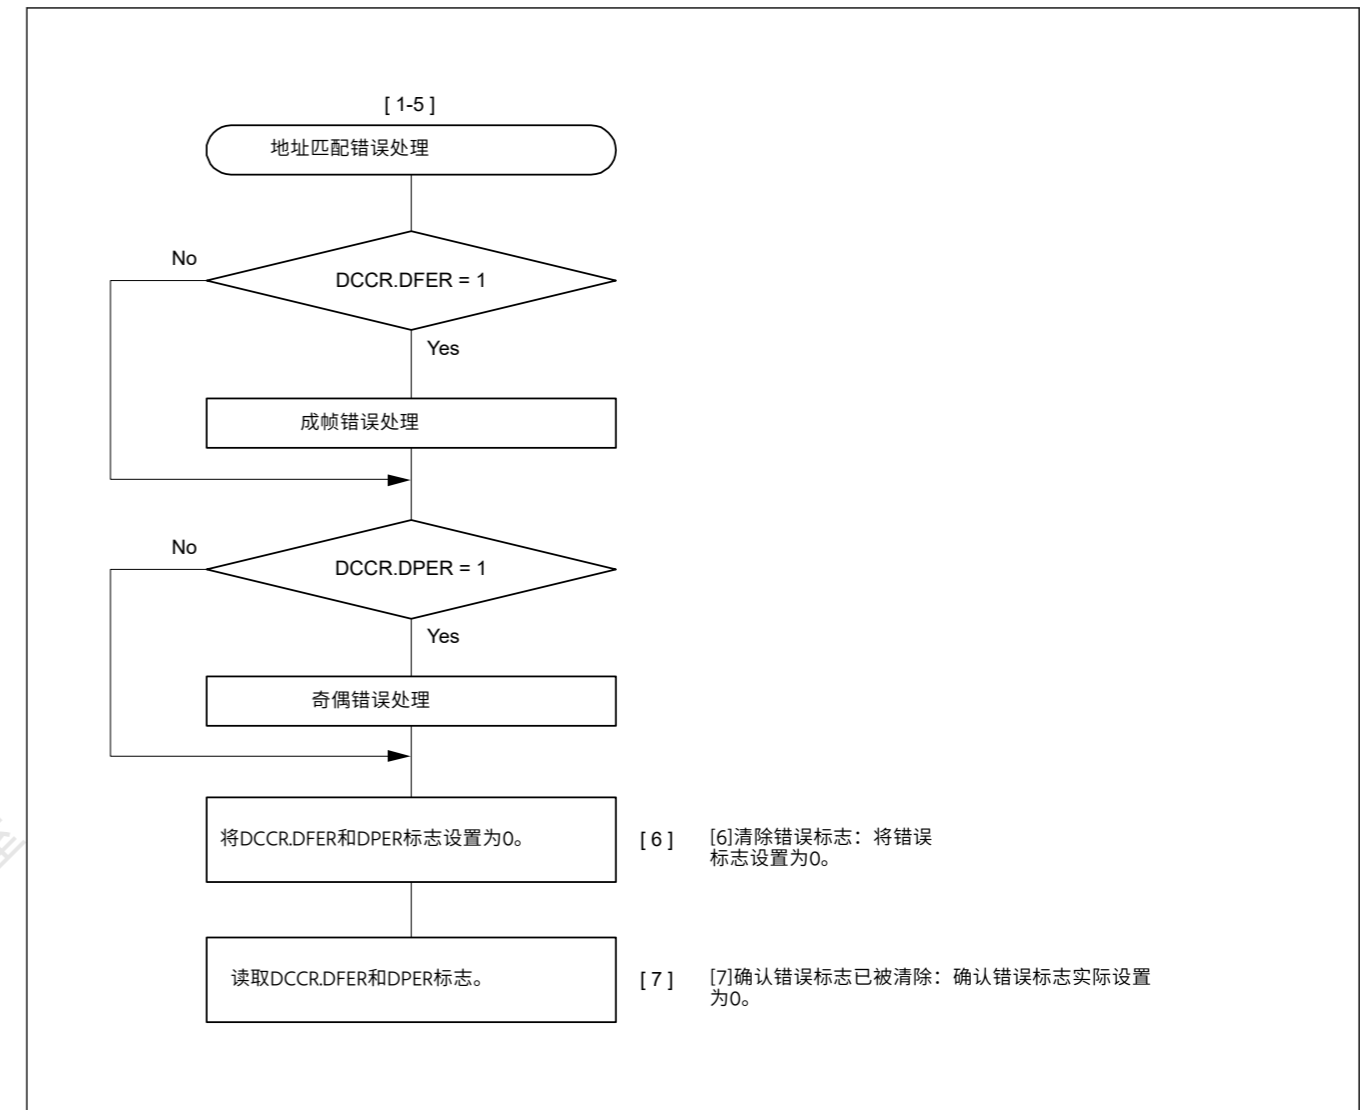 [ 1-5 ]
地址匹配错误处理
No
DCCR.DFER = 1
Yes
成帧错误处理
No
DCCR.DPER = 1
Yes
奇偶错误处理
将DCCR.DFER和DPER标志设置为0。
[ 6 ]
[6]清除错误标志：将错误
标志设置为0。
读取DCCR.DFER和DPER标志。
[ 7 ]
[7]确认错误标志已被清除：确认错误标志实际设置
为0。